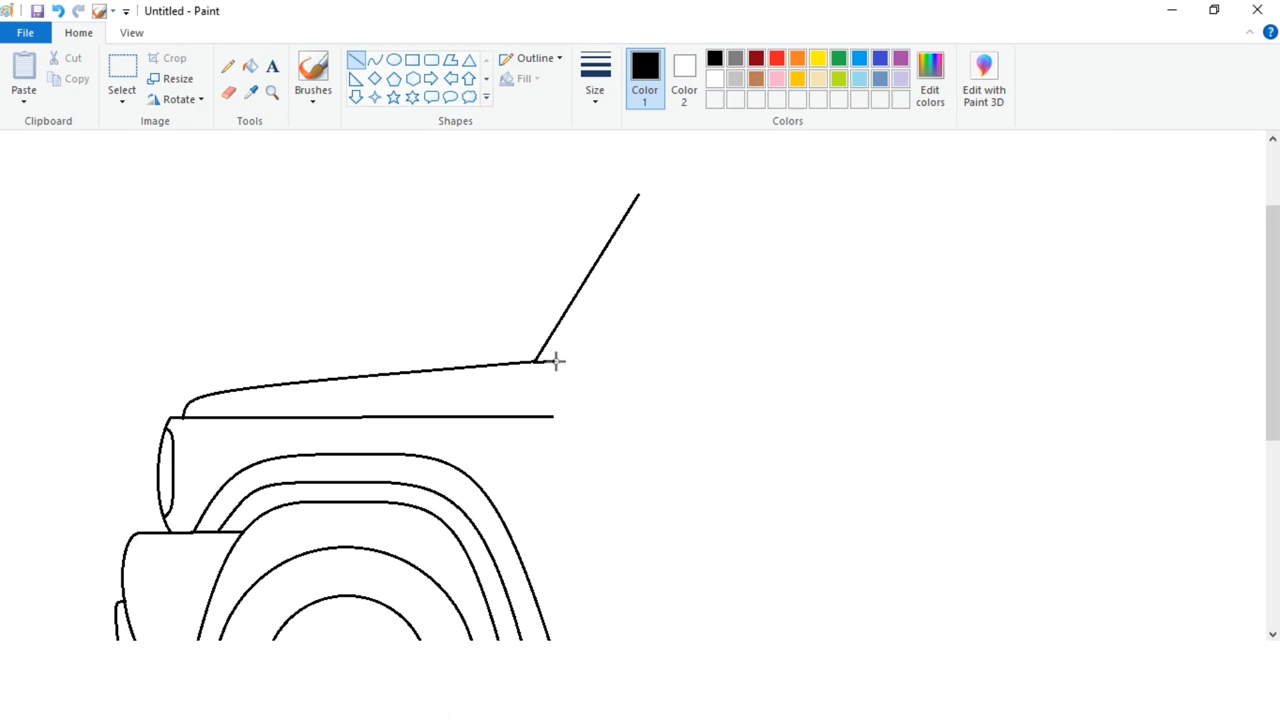 Untitled - Paint
File
Home
View
Paste
Cut
Copy
Clipboard
Select
Crop
Resize
Rotate
Image
A
Tools
Brushes
Outline
Fill
Shapes
Size
Color
1
Color
2
Edit
colors
Colors
Edit with
Paint 3D